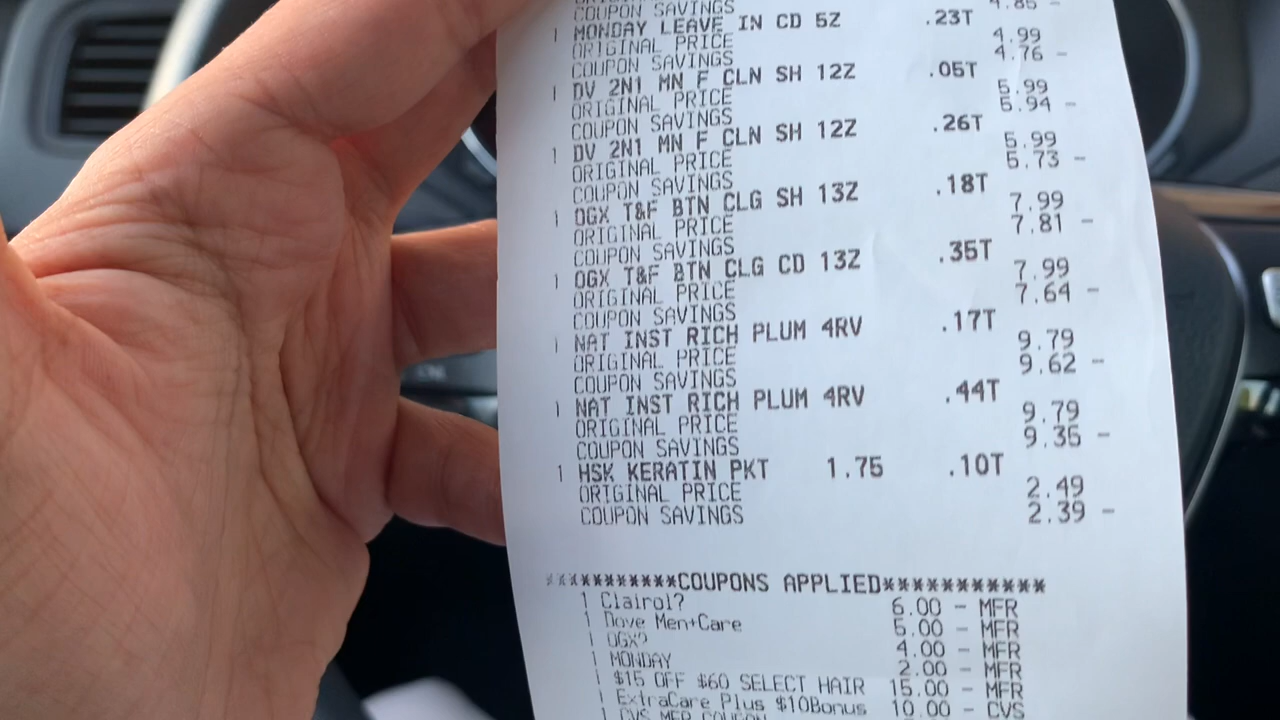 COUPON SAVINGS 4.85 -
1 MONDAY LEAVE IN CD 5Z .23T
ORIGINAL PRICE 4.99
COUPON SAVINGS 4.76 -
1 DV 2N1 MN F CLN SH 12Z .05T
ORIGINAL PRICE 5.99
COUPON SAVINGS 5.94 -
1 DV 2N1 MN F CLN SH 12Z .26T
ORIGINAL PRICE 5.99
COUPON SAVINGS 5.73 -
1 OGX T&F BTN CLG SH 13Z .18T
ORIGINAL PRICE 7.99
COUPON SAVINGS 7.81 -
1 OGX T&F BTN CLG CD 13Z .35T
ORIGINAL PRICE 7.99
COUPON SAVINGS 7.64 -
1 NAT INST RICH PLUM 4RV .17T
ORIGINAL PRICE 9.79
COUPON SAVINGS 9.62 -
1 NAT INST RICH PLUM 4RV .44T
ORIGINAL PRICE 9.79
COUPON SAVINGS 9.35 -
1 HSK KERATIN PKT 1.75 .10T
ORIGINAL PRICE 2.49
COUPON SAVINGS 2.39 -
***********COUPONS APPLIED***********
1 Clairol? 6.00 - MFR
1 Dove Men+Care 5.00 - MFR
1 OGX? 4.00 - MFR
1 MONDAY 2.00 - MFR
1 $15 OFF $60 SELECT HAIR 15.00 - MFR
1 ExtraCare Plus $10Bonus 10.00 - CVS
1 CVS MFR COUPON